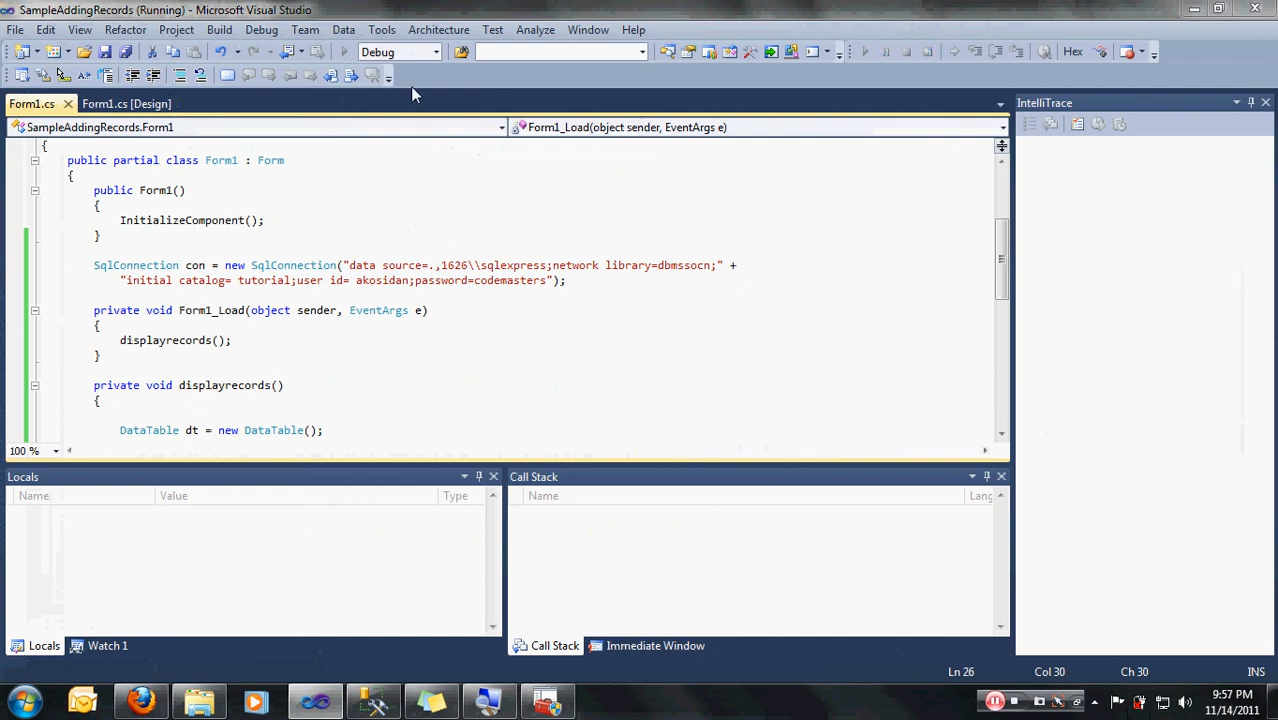 SampleAddingRecords (Running) - Microsoft Visual Studio
File Edit View Refactor Project Build Debug Team Data Tools Architecture Test Analyze Window Help
Debug
Hex
Form1.cs Form1.cs [Design]
IntelliTrace
SampleAddingRecords.Form1 Form1_Load(object sender, EventArgs e)
{
public partial class Form1 : Form
{
public Form1()
{
InitializeComponent();
}
SqlConnection con = new SqlConnection("data source=.,1626\\sqlexpress;network library=dbmssocn;" +
"initial catalog= tutorial;user id= akosidan;password=codemasters");
private void Form1_Load(object sender, EventArgs e)
{
displayrecords();
}
private void displayrecords()
{
DataTable dt = new DataTable();
100 %
Locals Call Stack
Name Value Type Name Lang
Locals Watch 1 Call Stack Immediate Window
Ln 26 Col 30 Ch 30 INS
9:57 PM
11/14/2011